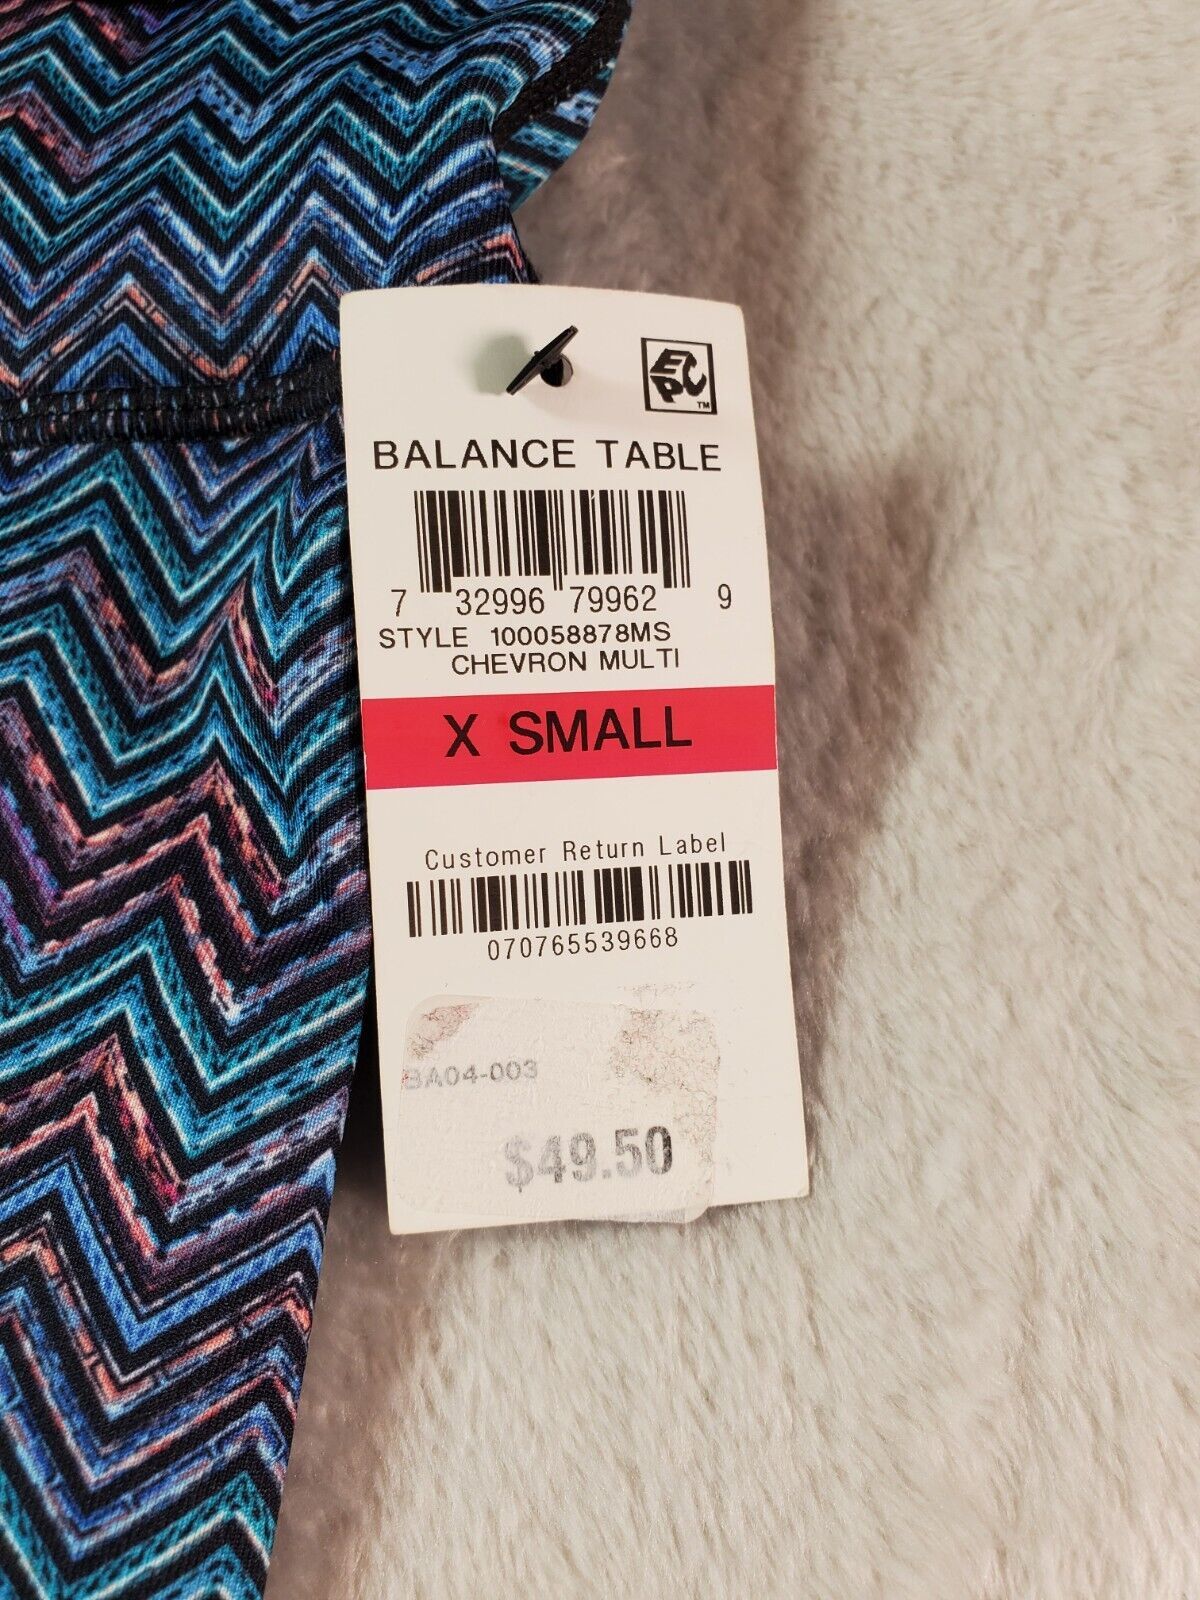 EPC
TM
BALANCE TABLE
7 32996 79962 9
STYLE 100058878MS
CHEVRON MULTI
X SMALL
Customer Return Label
070765539668
BA04-003
$49.50